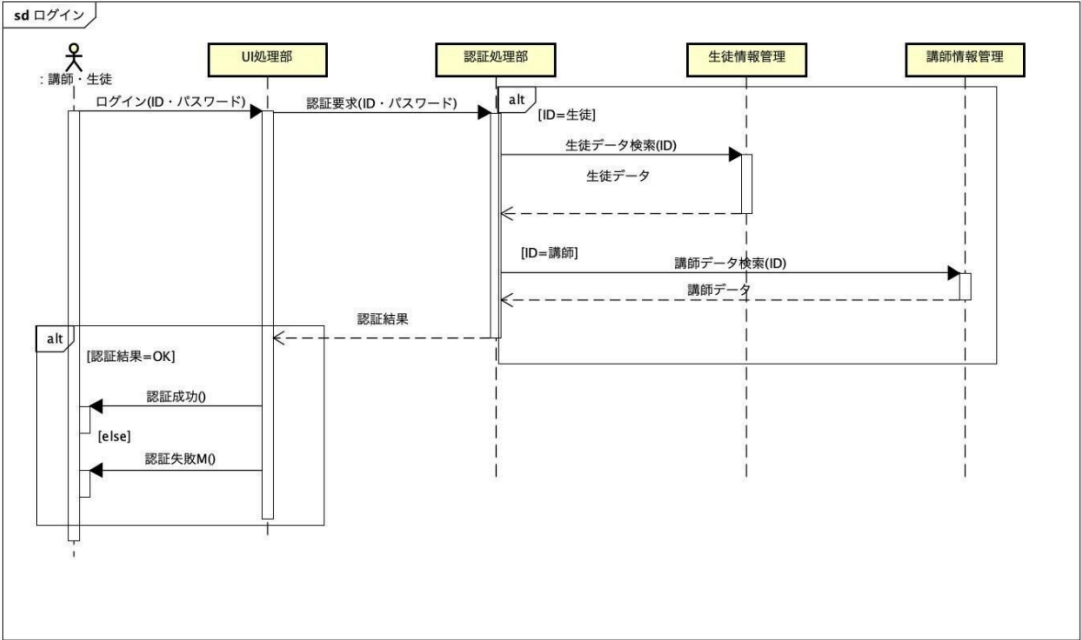 sd ログイン
: 講師・生徒
UI処理部
認証処理部
生徒情報管理
講師情報管理
ログイン(ID・パスワード)
認証要求(ID・パスワード)
alt
[ID=生徒]
生徒データ検索(ID)
生徒データ
[ID=講師]
講師データ検索(ID)
講師データ
認証結果
alt
[認証結果=OK]
認証成功()
[else]
認証失敗M()